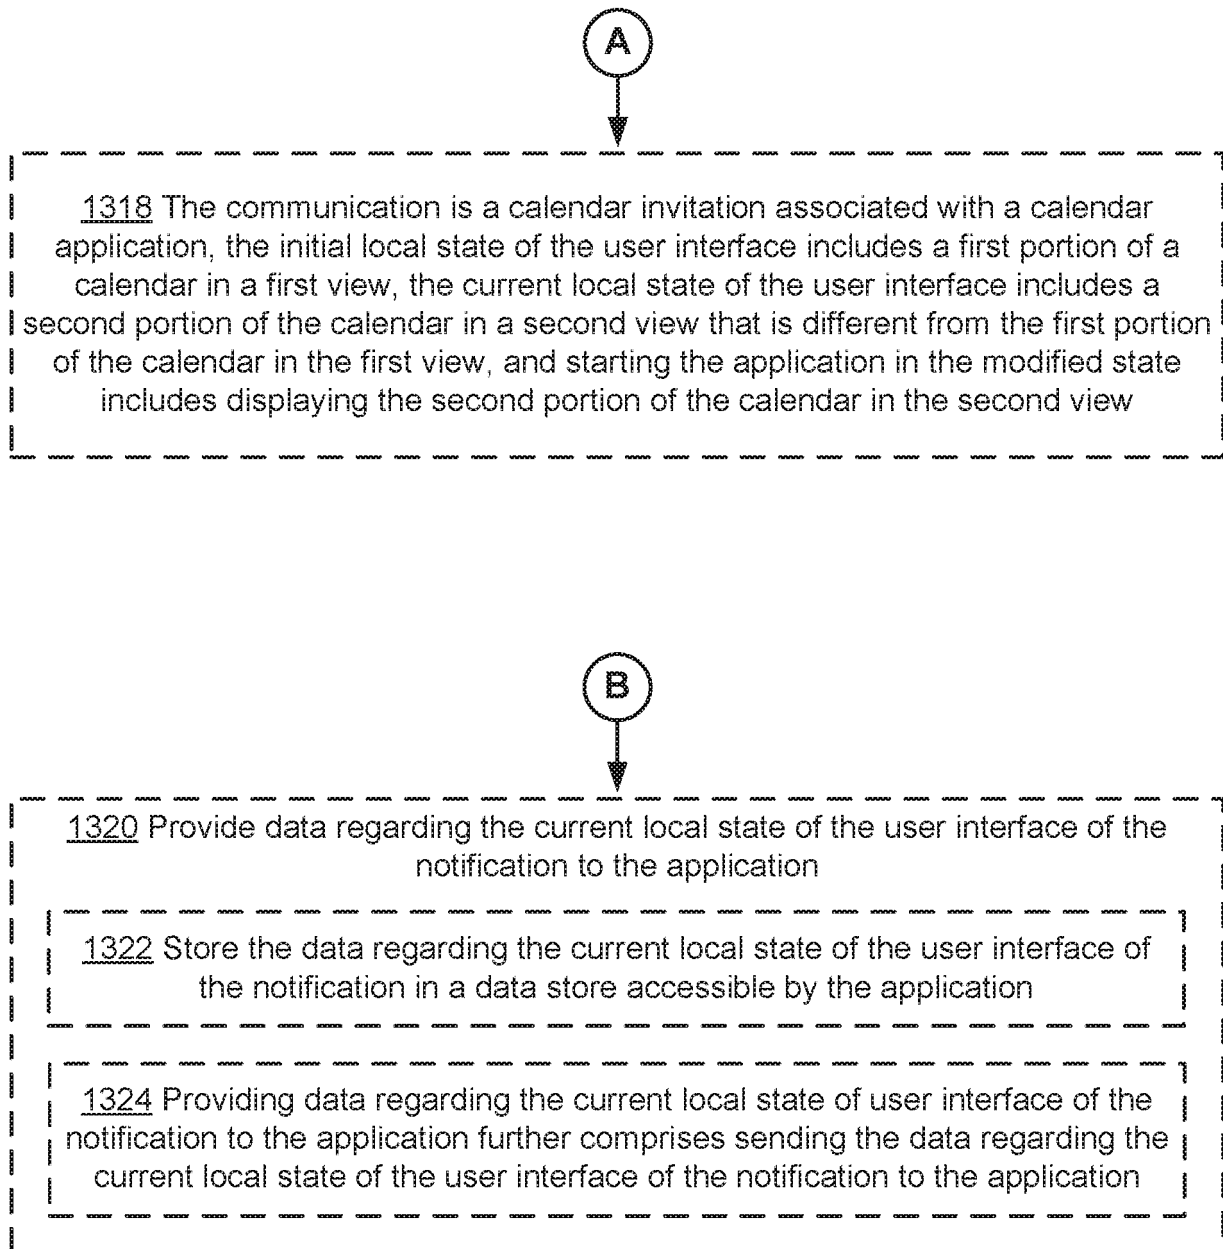 A
1318 The communication is a calendar invitation associated with a calendar
application, the initial local state of the user interface includes a first portion of a
calendar in a first view, the current local state of the user interface includes a
second portion of the calendar in a second view that is different from the first portion
of the calendar in the first view, and starting the application in the modified state
includes displaying the second portion of the calendar in the second view
B
1320 Provide data regarding the current local state of the user interface of the
notification to the application
1322 Store the data regarding the current local state of the user interface of
the notification in a data store accessible by the application
1324 Providing data regarding the current local state of user interface of the
notification to the application further comprises sending the data regarding the
current local state of the user interface of the notification to the application